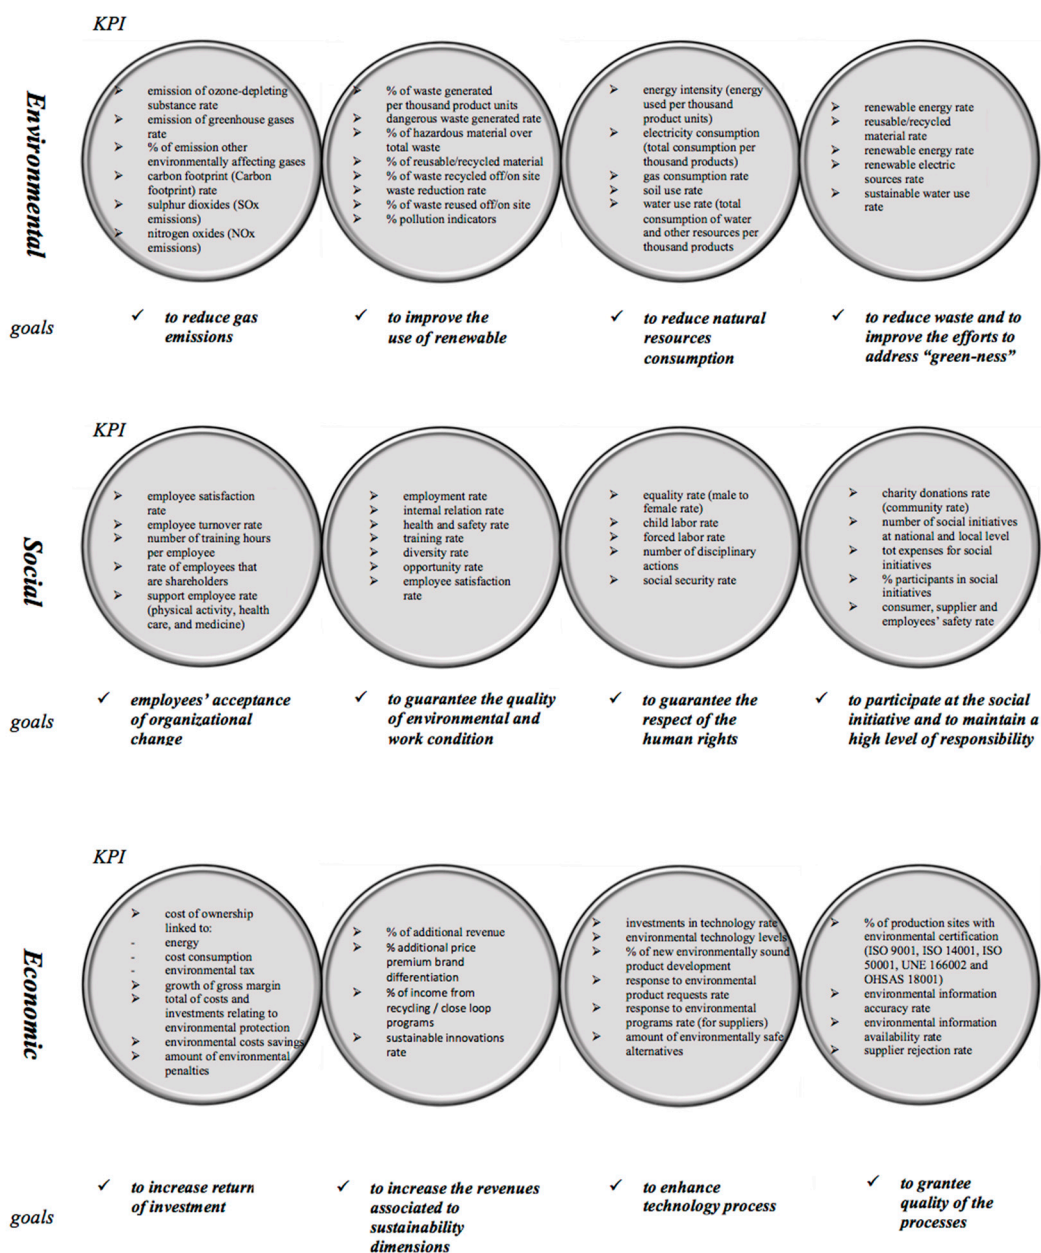 KPI
Environmental
emission of ozone-depleting
substance rate
emission of greenhouse gases
rate
% of emission other
environmentally affecting gases
carbon footprint (Carbon
footprint) rate
sulphur dioxides (SOx
emissions)
nitrogen oxides (NOx
emissions)
% of waste generated
per thousand product units
dangerous waste generated rate
% of hazardous material over
total waste
% of reusable/recycled material
% of waste recycled off/on site
waste reduction rate
% of waste reused off/on site
% pollution indicators
energy intensity (energy
used per thousand
product units)
electricity consumption
(total consumption per
thousand products)
gas consumption rate
soil use rate
water use rate (total
consumption of water
and other resources per
thousand products
renewable energy rate
reusable/recycled
material rate
renewable energy rate
renewable electric
sources rate
sustainable water use
rate
goals
✓ to reduce gas
emissions
✓ to improve the
use of renewable
✓ to reduce natural
resources
consumption
✓ to reduce waste and to
improve the efforts to
address “green-ness”
KPI
Social
employee satisfaction
rate
employee turnover rate
number of training hours
per employee
rate of employees that
are shareholders
support employee rate
(physical activity, health
care, and medicine)
employment rate
internal relation rate
health and safety rate
training rate
diversity rate
opportunity rate
employee satisfaction
rate
equality rate (male to
female rate)
child labor rate
forced labor rate
number of disciplinary
actions
social security rate
charity donations rate
(community rate)
number of social initiatives
at national and local level
tot expenses for social
initiatives
% participants in social
initiatives
consumer, supplier and
employees’ safety rate
goals
✓ employees’ acceptance
of organizational
change
✓ to guarantee the quality
of environmental and
work condition
✓ to guarantee the
respect of the
human rights
✓ to participate at the social
initiative and to maintain a
high level of responsibility
KPI
Economic
cost of ownership
linked to:
- energy
- cost consumption
- environmental tax
growth of gross margin
total of costs and
investments relating to
environmental protection
environmental costs savings
amount of environmental
penalties
% of additional revenue
% additional price
premium brand
differentiation
% of income from
recycling / close loop
programs
sustainable innovations
rate
investments in technology rate
environmental technology levels
% of new environmentally sound
product development
response to environmental
product requests rate
response to environmental
programs rate (for suppliers)
amount of environmentally safe
alternatives
% of production sites with
environmental certification
(ISO 9001, ISO 14001, ISO
50001, UNE 166002 and
OHSAS 18001)
environmental information
accuracy rate
environmental information
availability rate
supplier rejection rate
goals
✓ to increase return
of investment
✓ to increase the revenues
associated to
sustainability
dimensions
✓ to enhance
technology process
✓ to grantee
quality of the
processes